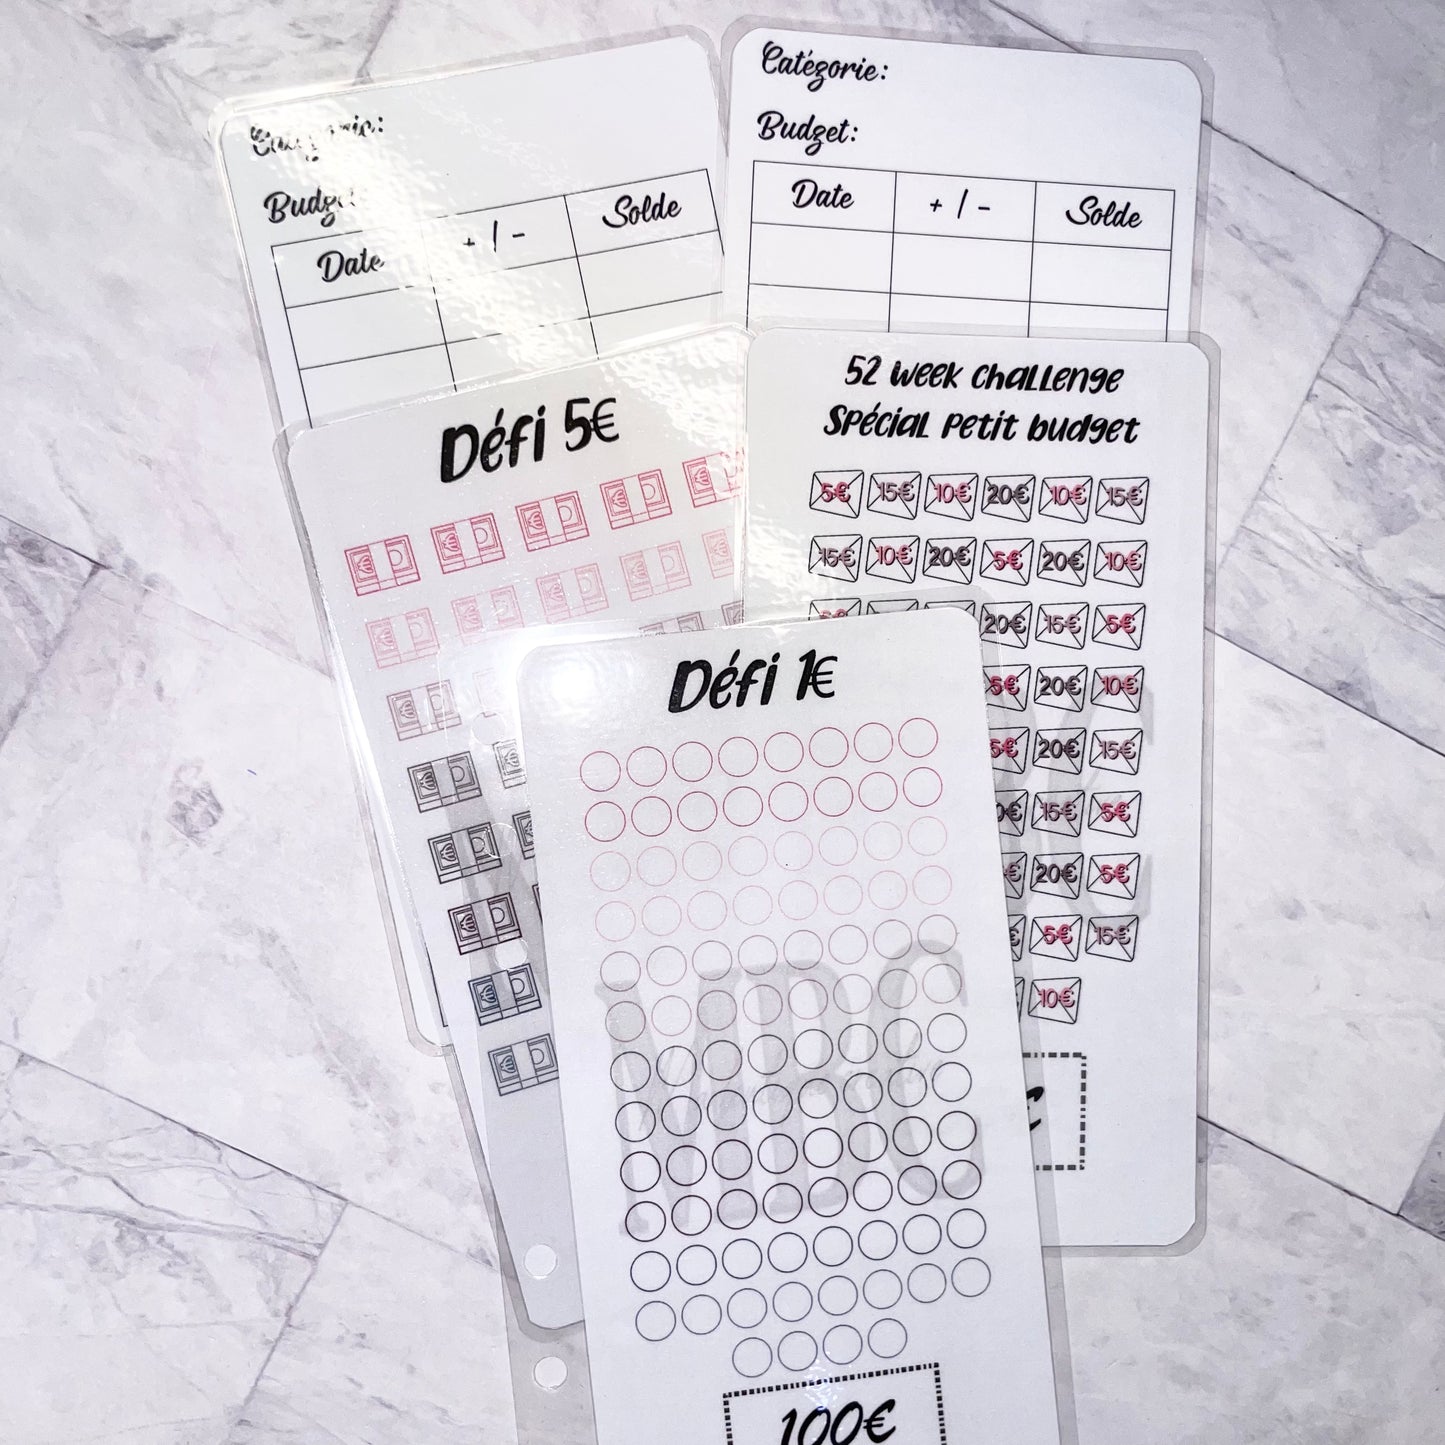 Catégorie:
Budget
Date + / - Solde
Catégorie:
Budget:
Date + / - Solde
Défi 5€
52 week challenge
Spécial petit budget
5€ 15€ 10€ 20€ 10€ 15€
15€ 10€ 20€ 5€ 20€ 10€
20€ 15€ 5€
5€ 20€ 10€
5€ 20€ 15€
15€ 5€
20€ 5€
5€ 15€
10€
Défi 1€
MBC
100€